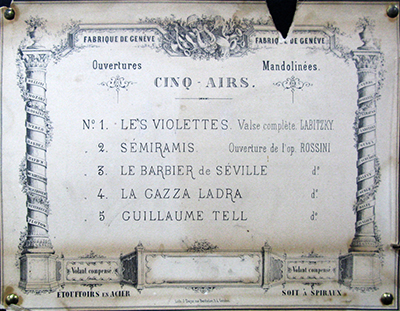 FABRIQUE DE GENÈVE FABRIQUE DE GENÈVE
Ouvertures Mandolinées.
CINQ-AIRS.
No. 1. LES VIOLETTES. Valse complète. LABITZKY.
„ 2. SÉMIRAMIS. Ouverture de l'op. ROSSINI
„ 3. LE BARBIER de SÉVILLE do
„ 4. LA GAZZA LADRA do
„ 5 GUILLAUME TELL do
Volant compensé Volant compensé
ETOUFFOIRS EN ACIER SOIT À SPIRAUX